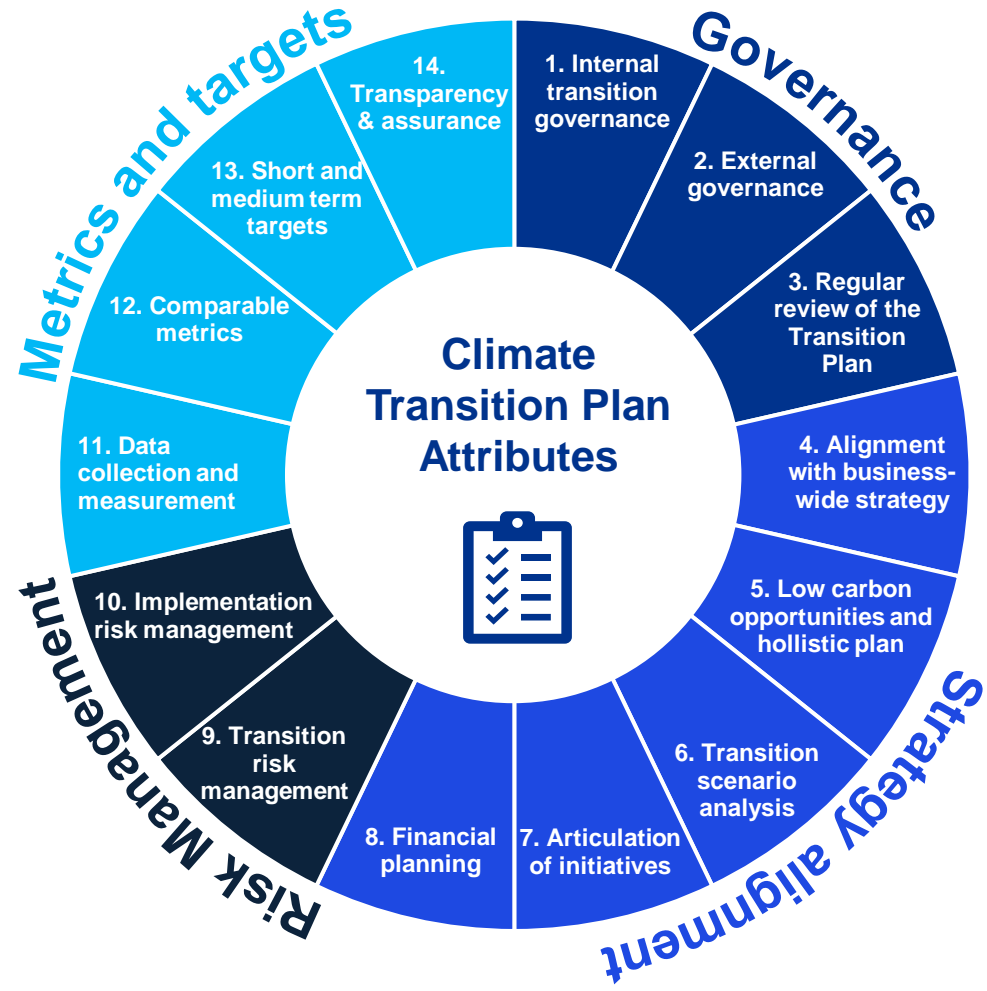 Climate
Transition Plan
Attributes
Governance
1. Internal
transition
governance
2. External
governance
3. Regular
review of the
Transition
Plan
Strategy alignment
4. Alignment
with business-
wide strategy
5. Low carbon
opportunities and
hollistic plan
6. Transition
scenario
analysis
7. Articulation
of initiatives
8. Financial
planning
Risk Management
9. Transition
risk
management
10. Implementation
risk management
Metrics and targets
11. Data
collection and
measurement
12. Comparable
metrics
13. Short and
medium term
targets
14.
Transparency
& assurance